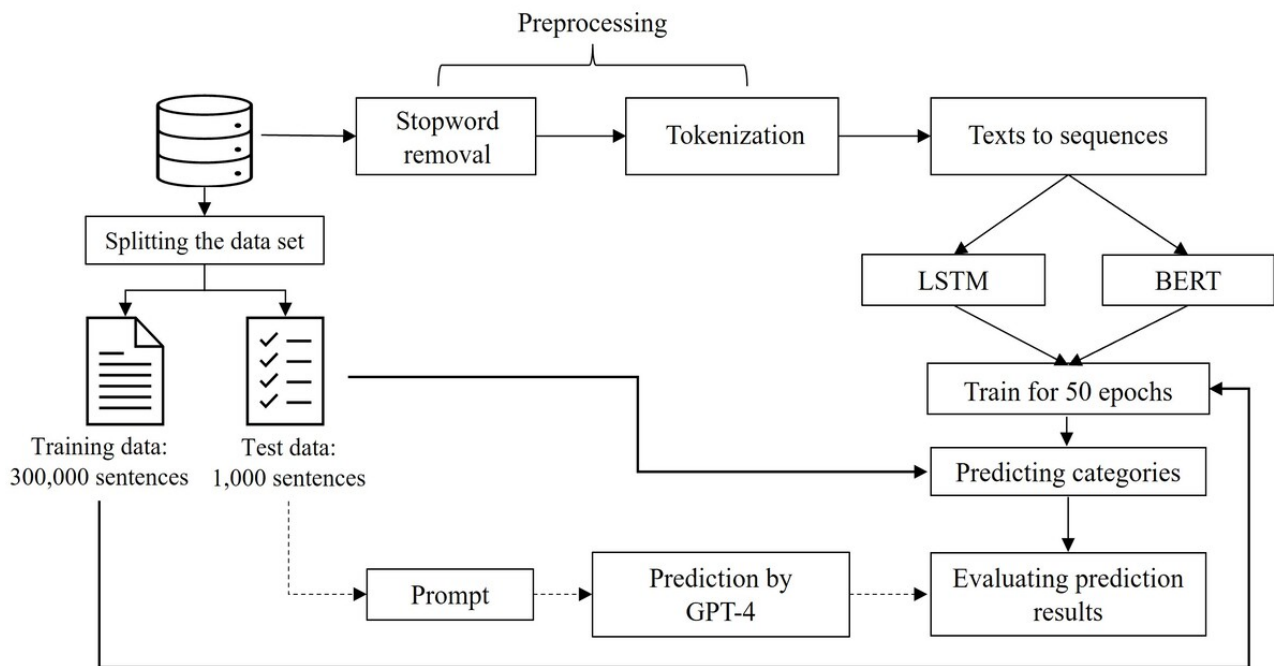 Preprocessing
Stopword
removal
Tokenization
Texts to sequences
Splitting the data set
LSTM
BERT
Train for 50 epochs
Training data:
300,000 sentences
Test data:
1,000 sentences
Predicting categories
Prompt
Prediction by
GPT-4
Evaluating prediction
results